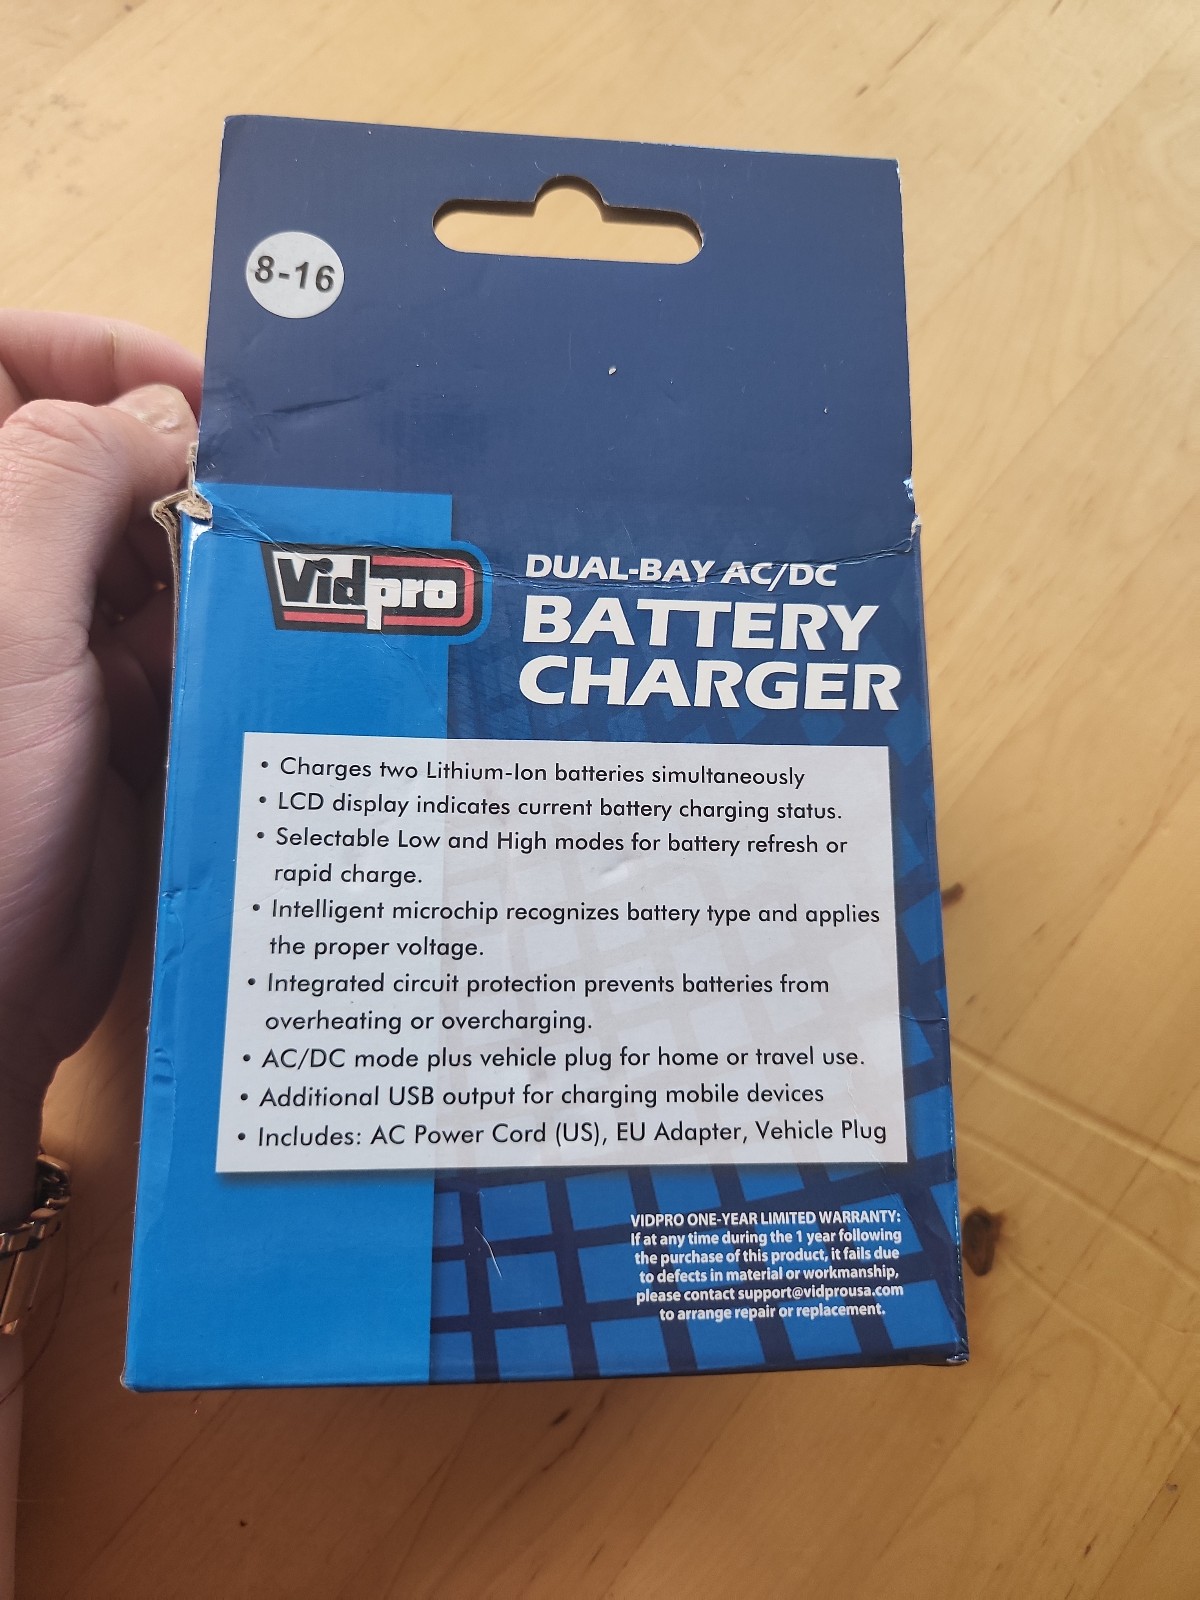 8-16
Vidpro
DUAL-BAY AC/DC
BATTERY
CHARGER
• Charges two Lithium-Ion batteries simultaneously
• LCD display indicates current battery charging status.
• Selectable Low and High modes for battery refresh or
rapid charge.
• Intelligent microchip recognizes battery type and applies
the proper voltage.
• Integrated circuit protection prevents batteries from
overheating or overcharging.
• AC/DC mode plus vehicle plug for home or travel use.
• Additional USB output for charging mobile devices
• Includes: AC Power Cord (US), EU Adapter, Vehicle Plug
VIDPRO ONE-YEAR LIMITED WARRANTY:
If at any time during the 1 year following
the purchase of this product, it fails due
to defects in material or workmanship,
please contact support@vidprousa.com
to arrange repair or replacement.